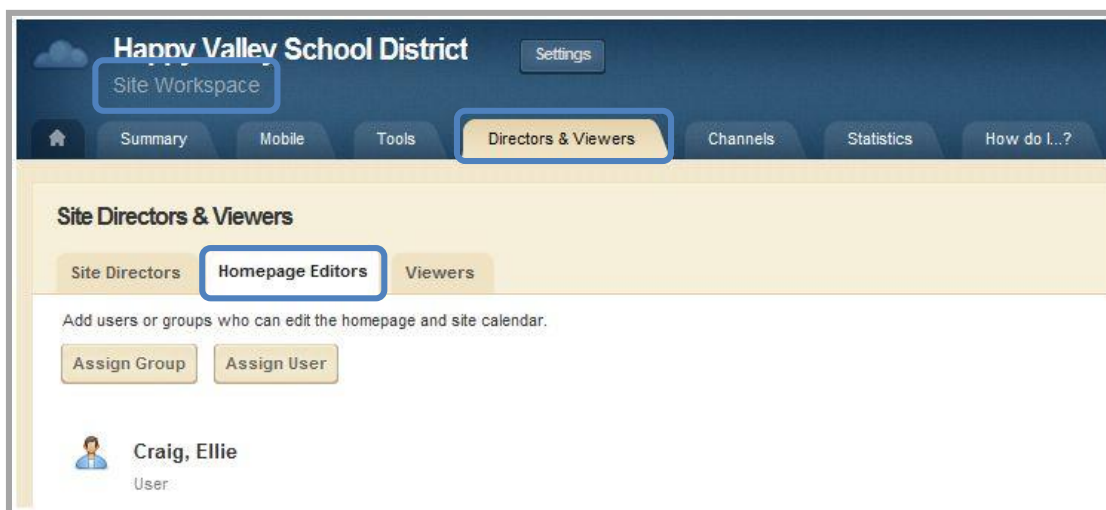 Happy Valley School District Settings
Site Workspace
Summary Mobile Tools Directors & Viewers Channels Statistics How do I...?
Site Directors & Viewers
Site Directors Homepage Editors Viewers
Add users or groups who can edit the homepage and site calendar.
Assign Group Assign User
Craig, Ellie
User